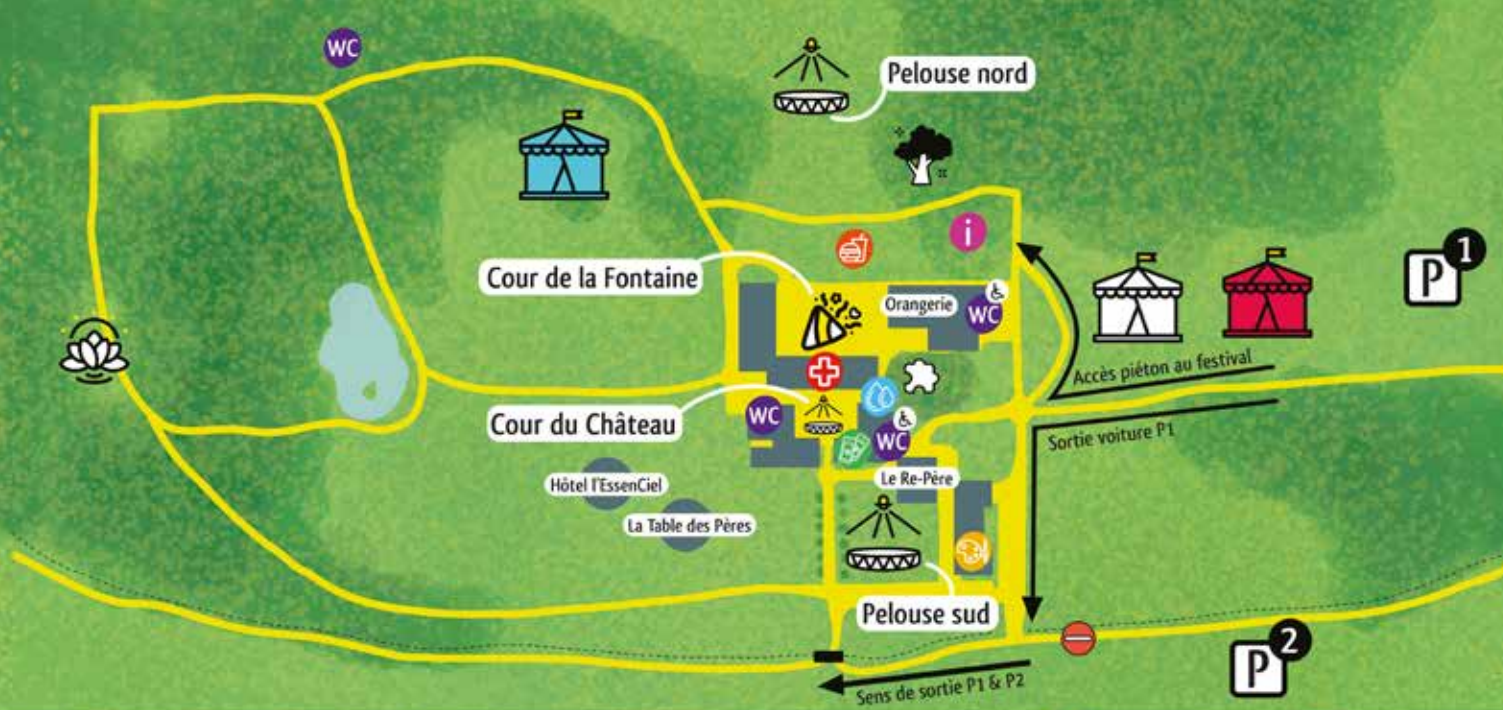 WC
Pelouse nord
i
1
P
Cour de la Fontaine
Orangerie
WC
Accès piéton au festival
Cour du Château
WC
WC
Sortie voiture P1
Le Re-Père
Hôtel l'EssenCiel
La Table des Pères
Pelouse sud
2
P
Sens de sortie P1 & P2